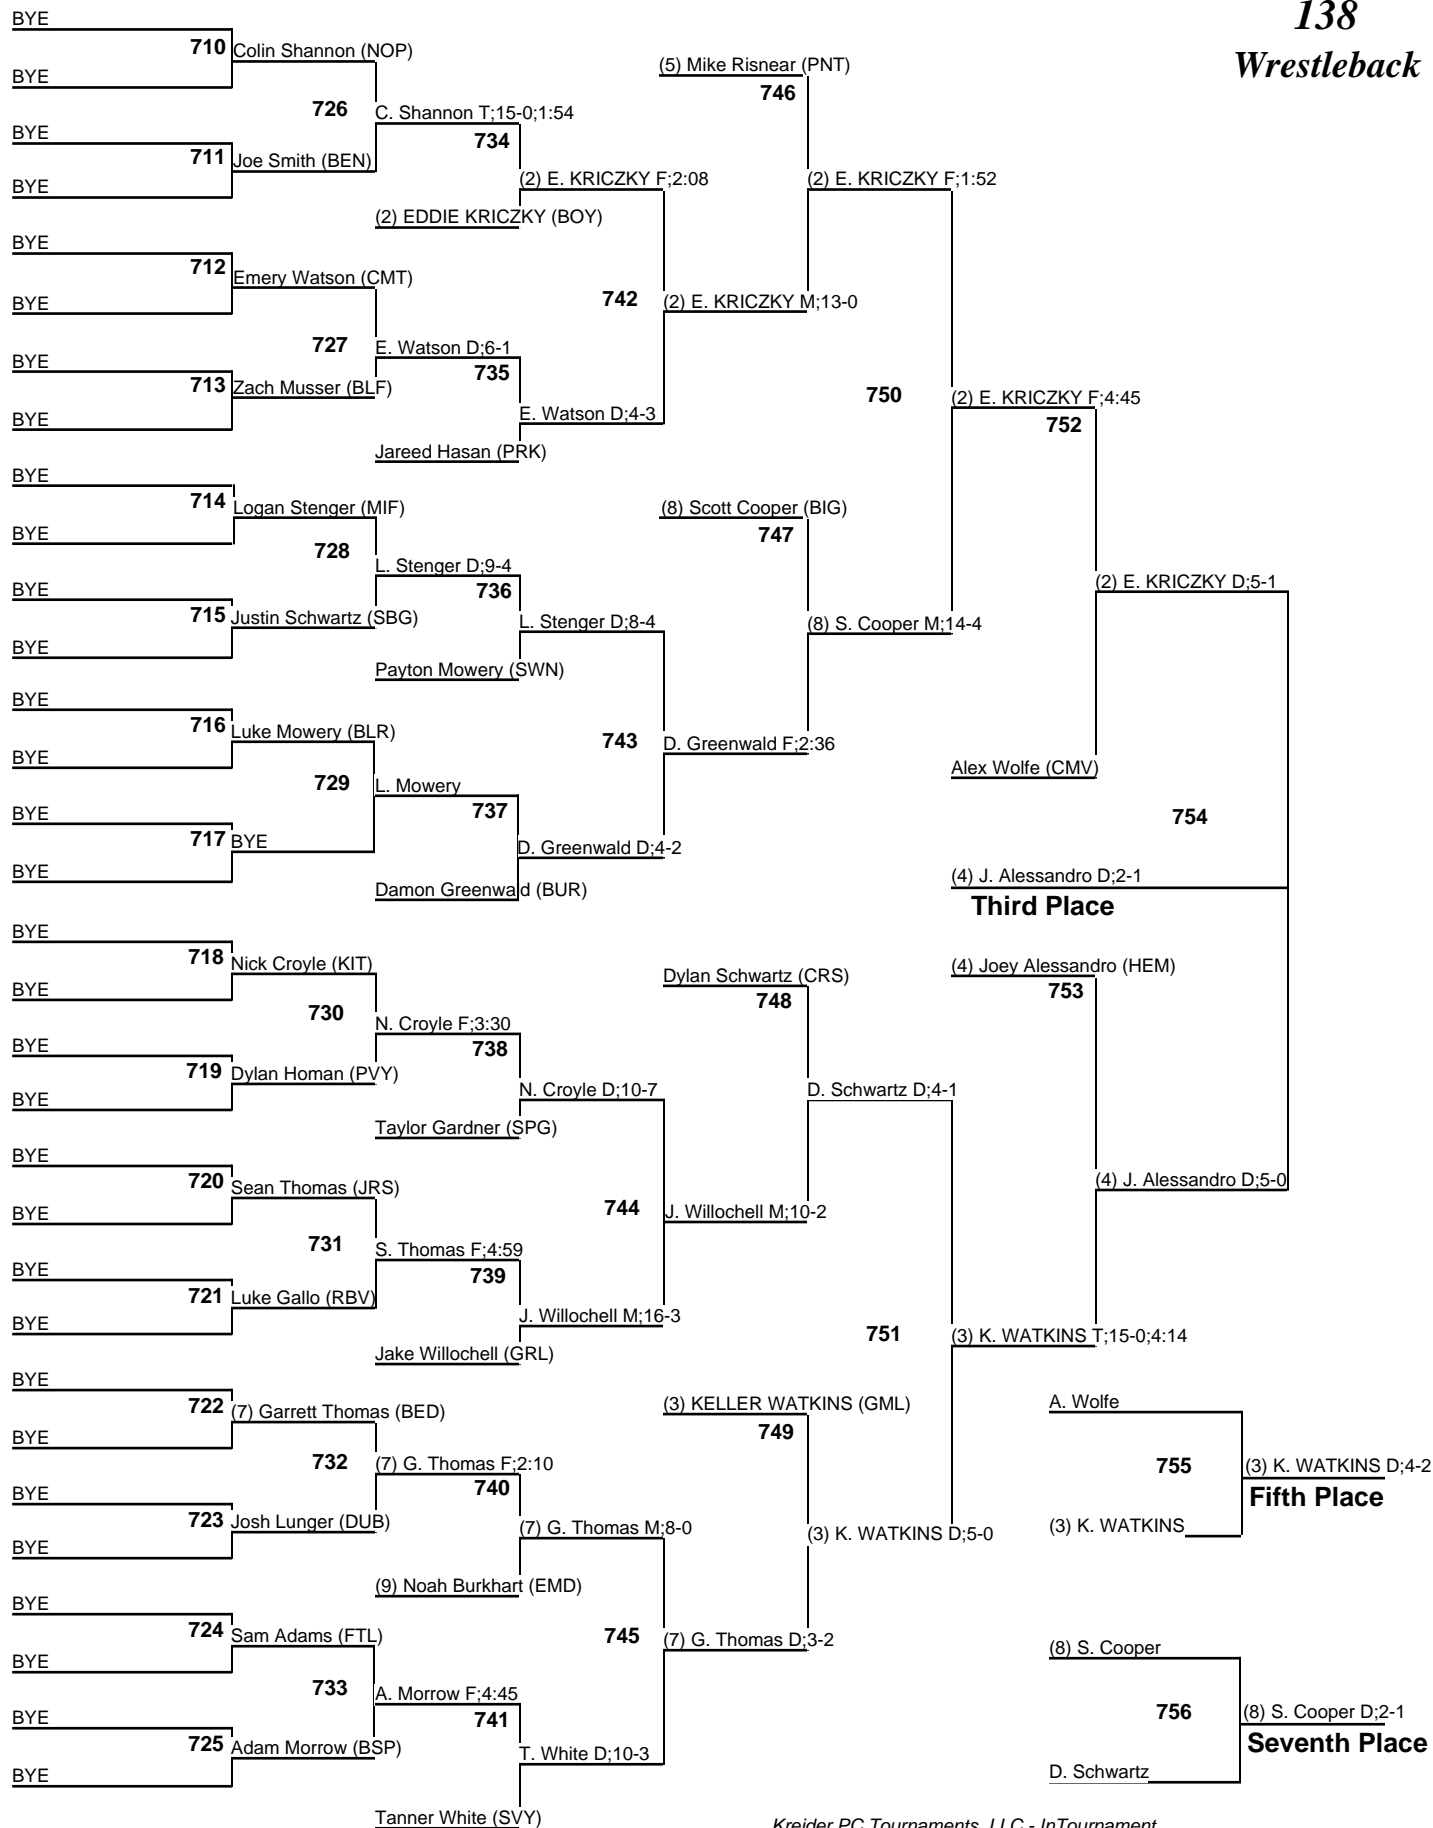 BYE
138
710 Colin Shannon (NOP)
Wrestleback
(5) Mike Risnear (PNT)
BYE
746
726
C. Shannon T;15-0;1:54
BYE
734
711 Joe Smith (BEN)
(2) E. KRICZKY F;2:08
(2) E. KRICZKY F;1:52
BYE
(2) EDDIE KRICZKY (BOY)
BYE
712
Emery Watson (CMT)
BYE
742
(2) E. KRICZKY M;13-0
727
E. Watson D;6-1
BYE
735
713 Zach Musser (BLF)
750
(2) E. KRICZKY F;4:45
BYE
E. Watson D;4-3
752
Jareed Hasan (PRK)
BYE
714
Logan Stenger (MIF)
(8) Scott Cooper (BIG)
BYE
747
728
L. Stenger D;9-4
(2) E. KRICZKY D;5-1
BYE
736
715 Justin Schwartz (SBG)
L. Stenger D;8-4
(8) S. Cooper M;14-4
BYE
Payton Mowery (SWN)
BYE
716 Luke Mowery (BLR)
743
D. Greenwald F;2:36
BYE
Alex Wolfe (CMV)
729
L. Mowery
BYE
737
754
717 BYE
D. Greenwald D;4-2
BYE
Damon Greenwald (BUR)
(4) J. Alessandro D;2-1
Third Place
BYE
718 Nick Croyle (KIT)
(4) Joey Alessandro (HEM)
Dylan Schwartz (CRS)
BYE
753
748
730
N. Croyle F;3:30
BYE
738
719 Dylan Homan (PVY)
N. Croyle D;10-7
D. Schwartz D;4-1
BYE
Taylor Gardner (SPG)
BYE
720 Sean Thomas (JRS)
(4) J. Alessandro D;5-0
BYE
744
J. Willochell M;10-2
731
S. Thomas F;4:59
BYE
739
721 Luke Gallo (RBV)
J. Willochell M;16-3
BYE
751
(3) K. WATKINS T;15-0;4:14
Jake Willochell (GRL)
BYE
722 (7) Garrett Thomas (BED)
(3) KELLER WATKINS (GML)
A. Wolfe
BYE
749
732
(7) G. Thomas F;2:10
755
(3) K. WATKINS D;4-2
BYE
740
Fifth Place
723 Josh Lunger (DUB)
(7) G. Thomas M;8-0
(3) K. WATKINS D;5-0
(3) K. WATKINS
BYE
(9) Noah Burkhart (EMD)
BYE
724 Sam Adams (FTL)
745
(7) G. Thomas D;3-2
(8) S. Cooper
BYE
733
A. Morrow F;4:45
BYE
741
756
(8) S. Cooper D;2-1
725 Adam Morrow (BSP)
T. White D;10-3
Seventh Place
BYE
D. Schwartz
Tanner White (SVY)
Kreider PC Tournaments, LLC - InTournament